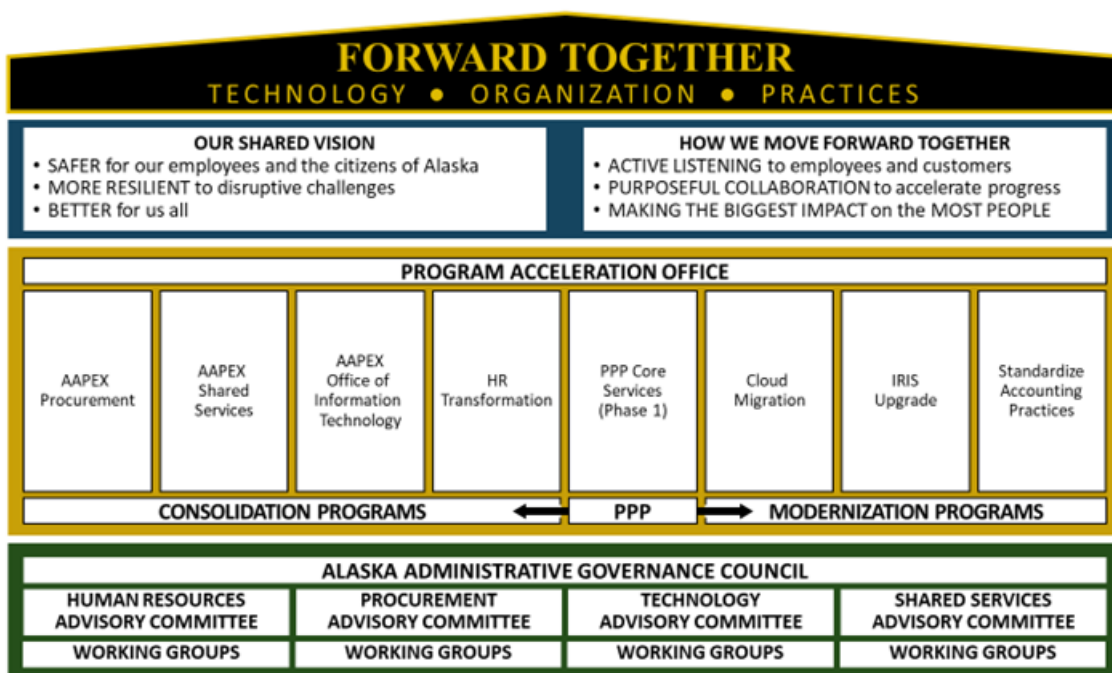 FORWARD TOGETHER
TECHNOLOGY ● ORGANIZATION ● PRACTICES
OUR SHARED VISION
• SAFER for our employees and the citizens of Alaska
• MORE RESILIENT to disruptive challenges
• BETTER for us all
HOW WE MOVE FORWARD TOGETHER
• ACTIVE LISTENING to employees and customers
• PURPOSEFUL COLLABORATION to accelerate progress
• MAKING THE BIGGEST IMPACT on the MOST PEOPLE
PROGRAM ACCELERATION OFFICE
AAPEX
Procurement
AAPEX
Shared
Services
AAPEX
Office of
Information
Technology
HR
Transformation
PPP Core
Services
(Phase 1)
Cloud
Migration
IRIS
Upgrade
Standardize
Accounting
Practices
CONSOLIDATION PROGRAMS
PPP
MODERNIZATION PROGRAMS
ALASKA ADMINISTRATIVE GOVERNANCE COUNCIL
HUMAN RESOURCES
ADVISORY COMMITTEE
PROCUREMENT
ADVISORY COMMITTEE
TECHNOLOGY
ADVISORY COMMITTEE
SHARED SERVICES
ADVISORY COMMITTEE
WORKING GROUPS
WORKING GROUPS
WORKING GROUPS
WORKING GROUPS